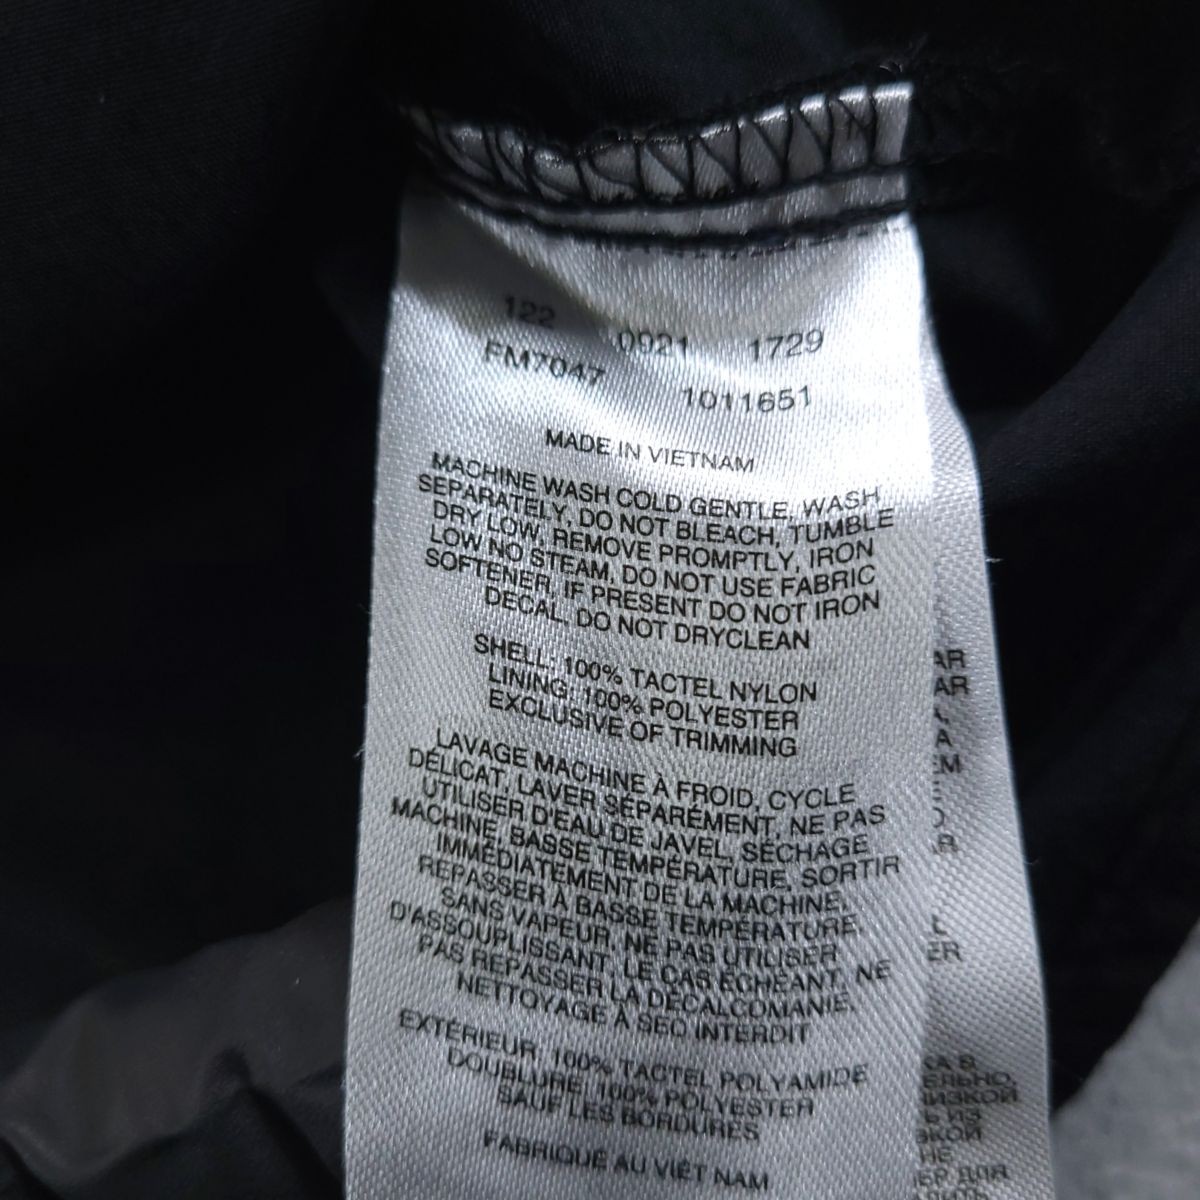 122 0921 1729
FM7047 1011651
MADE IN VIETNAM
MACHINE WASH COLD GENTLE, WASH
SEPARATELY, DO NOT BLEACH, TUMBLE
DRY LOW, REMOVE PROMPTLY, IRON
LOW NO STEAM, DO NOT USE FABRIC
SOFTENER, IF PRESENT DO NOT IRON
DECAL, DO NOT DRYCLEAN
SHELL: 100% TACTEL NYLON
LINING: 100% POLYESTER
EXCLUSIVE OF TRIMMING
LAVAGE MACHINE À FROID, CYCLE
DÉLICAT, LAVER SÉPARÉMENT, NE PAS
UTILISER D'EAU DE JAVEL, SÉCHAGE
MACHINE, BASSE TEMPÉRATURE, SORTIR
IMMÉDIATEMENT DE LA MACHINE,
REPASSER À BASSE TEMPÉRATURE,
SANS VAPEUR, NE PAS UTILISER
D'ASSOUPLISSANT, LE CAS ÉCHÉANT, NE
PAS REPASSER LA DÉCALCOMANIE,
NETTOYAGE À SEC INTERDIT
EXTÉRIEUR: 100% TACTEL POLYAMIDE
DOUBLURE: 100% POLYESTER
SAUF LES BORDURES
FABRIQUÉ AU VIÊT NAM